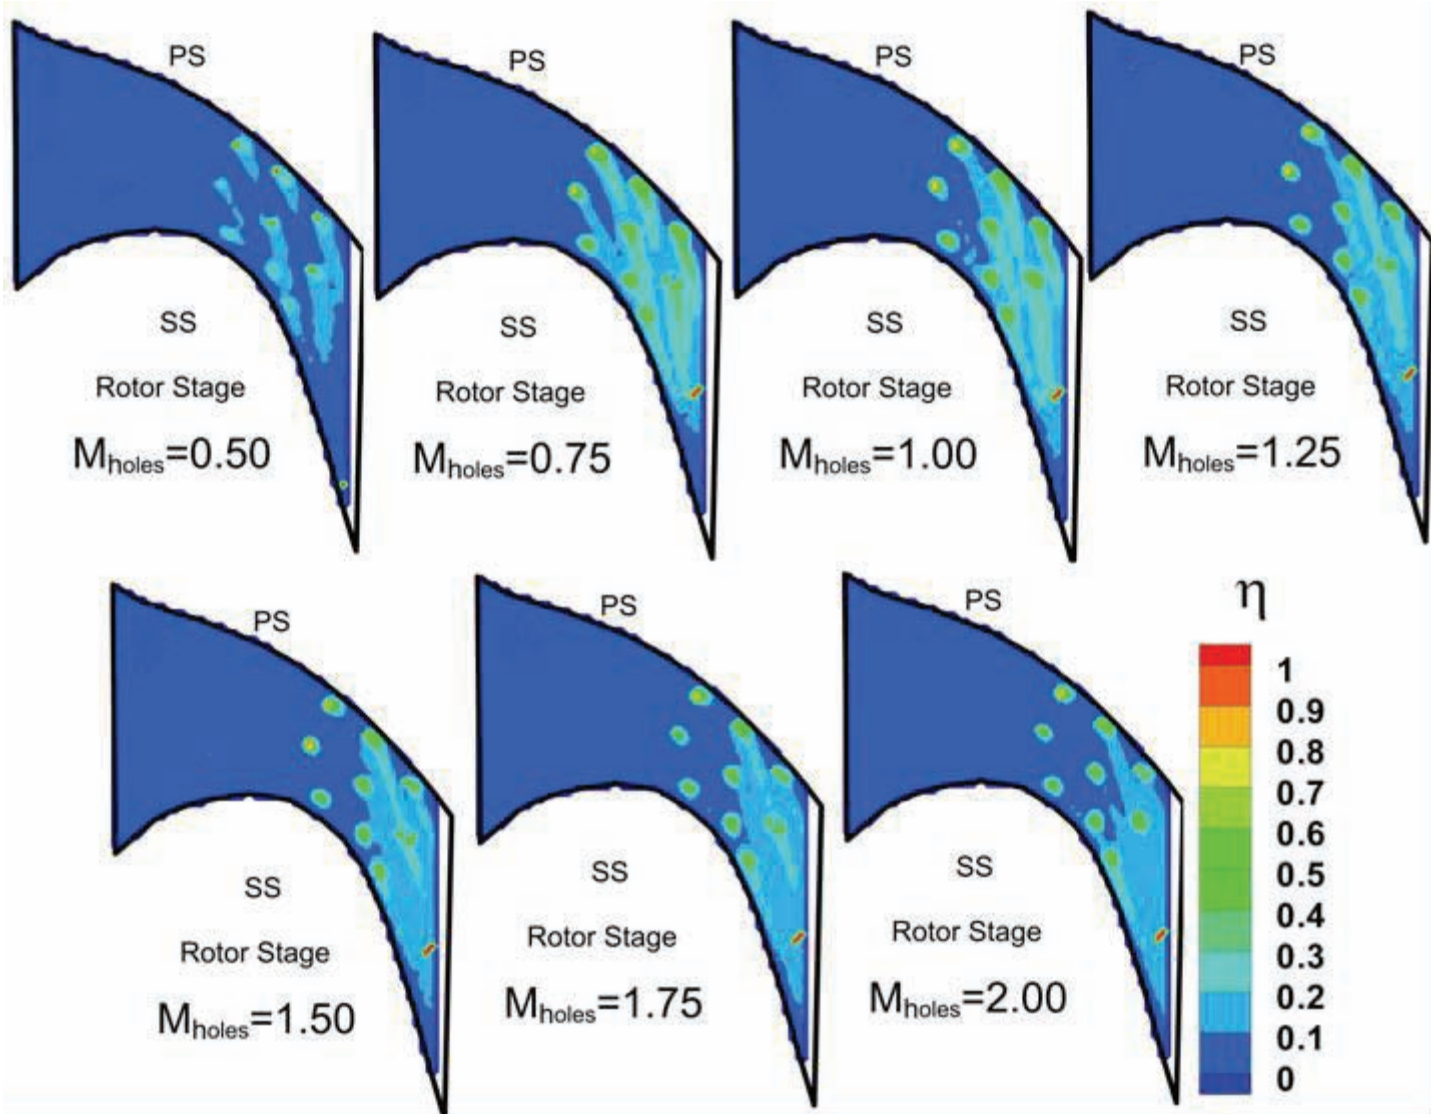 PS
SS
Rotor Stage
Mholes=0.50
PS
SS
Rotor Stage
Mholes=0.75
PS
SS
Rotor Stage
Mholes=1.00
PS
SS
Rotor Stage
Mholes=1.25
PS
SS
Rotor Stage
Mholes=1.50
PS
SS
Rotor Stage
Mholes=1.75
PS
SS
Rotor Stage
Mholes=2.00
η
1
0.9
0.8
0.7
0.6
0.5
0.4
0.3
0.2
0.1
0